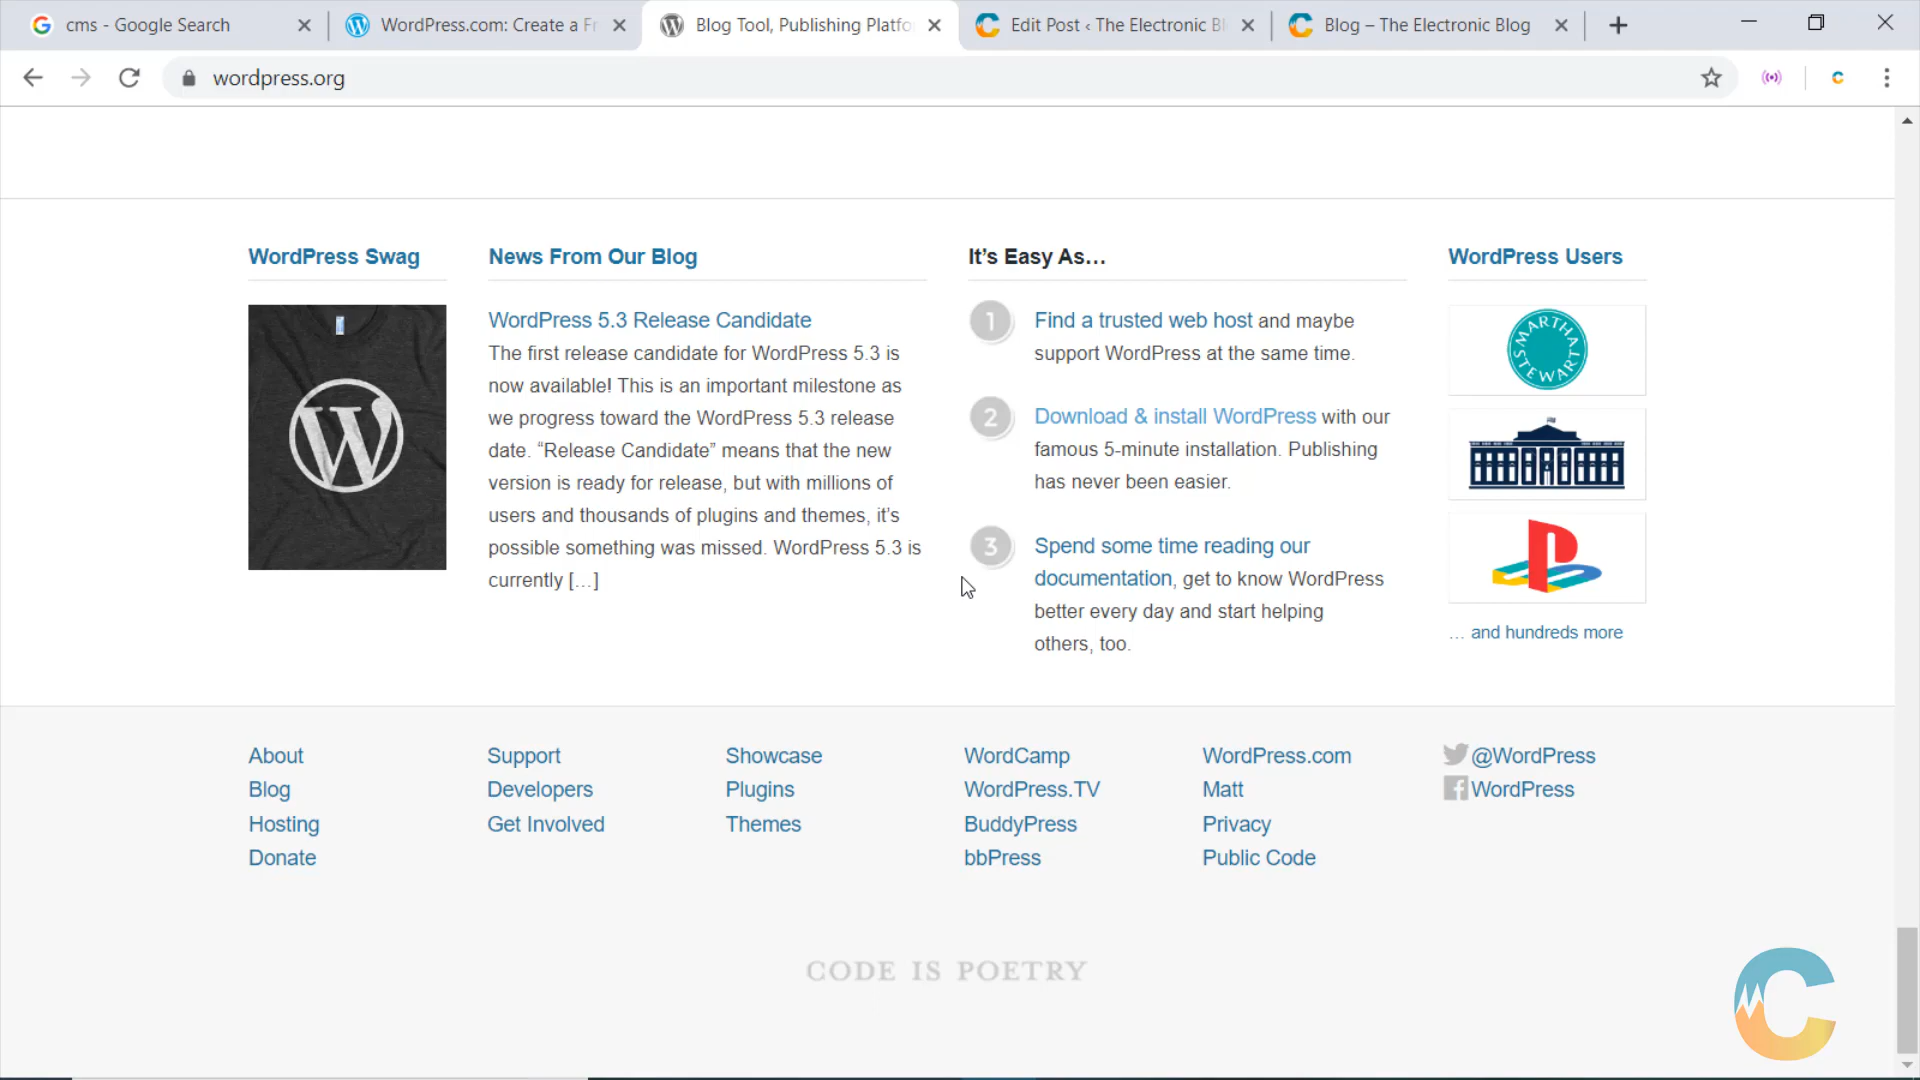 cms - Google Search
WordPress.com: Create a Fr
Blog Tool, Publishing Platfo
Edit Post ‹ The Electronic Bl
Blog – The Electronic Blog
wordpress.org
WordPress Swag
News From Our Blog
WordPress 5.3 Release Candidate
The first release candidate for WordPress 5.3 is
now available! This is an important milestone as
we progress toward the WordPress 5.3 release
date. “Release Candidate” means that the new
version is ready for release, but with millions of
users and thousands of plugins and themes, it’s
possible something was missed. WordPress 5.3 is
currently […]
It’s Easy As…
1
Find a trusted web host and maybe
support WordPress at the same time.
2
Download & install WordPress with our
famous 5-minute installation. Publishing
has never been easier.
3
Spend some time reading our
documentation, get to know WordPress
better every day and start helping
others, too.
WordPress Users
MARTHA
STEWART
… and hundreds more
About
Blog
Hosting
Donate
Support
Developers
Get Involved
Showcase
Plugins
Themes
WordCamp
WordPress.TV
BuddyPress
bbPress
WordPress.com
Matt
Privacy
Public Code
@WordPress
WordPress
CODE IS POETRY